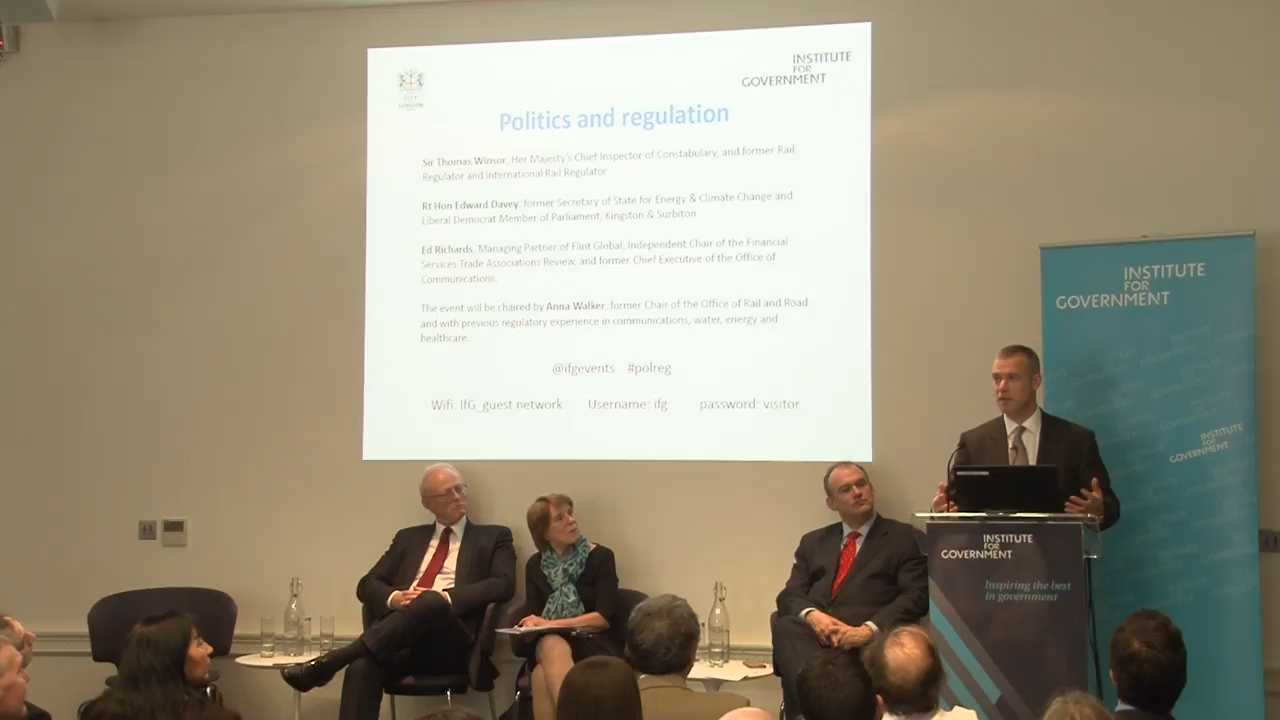 LONDON
INSTITUTE
FOR
GOVERNMENT
Politics and regulation
Sir Thomas Winsor, Her Majesty's Chief Inspector of Constabulary, and former Rail
Regulator and International Rail Regulator
Rt Hon Edward Davey, former Secretary of State for Energy & Climate Change and
Liberal Democrat Member of Parliament, Kingston & Surbiton
Ed Richards, Managing Partner of Flint Global, Independent Chair of the Financial
Services Trade Associations Review, and former Chief Executive of the Office of
Communications.
The event will be chaired by Anna Walker, former Chair of the Office of Rail and Road
and with previous regulatory experience in communications, water, energy and
healthcare.
@ifgevents #polreg
Wifi: IfG_guest network Username: ifg password: visitor
INSTITUTE
FOR
GOVERNMENT
INSTITUTE
FOR
GOVERNMENT
INSTITUTE
FOR
GOVERNMENT
Inspiring the best
in government